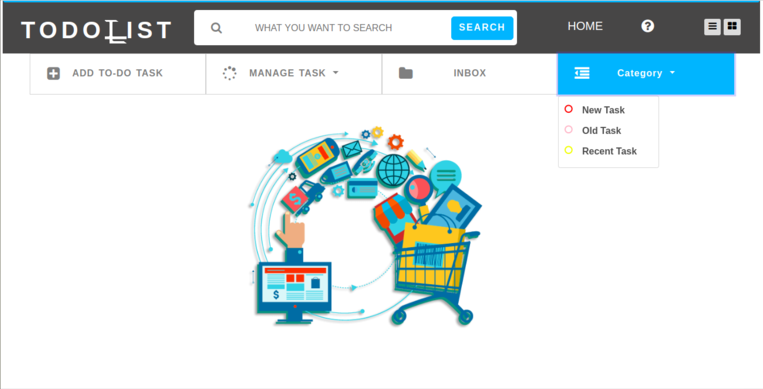 TODOLIST
WHAT YOU WANT TO SEARCH
SEARCH
HOME
?
ADD TO-DO TASK
MANAGE TASK
INBOX
Category
New Task
Old Task
Recent Task
$
$